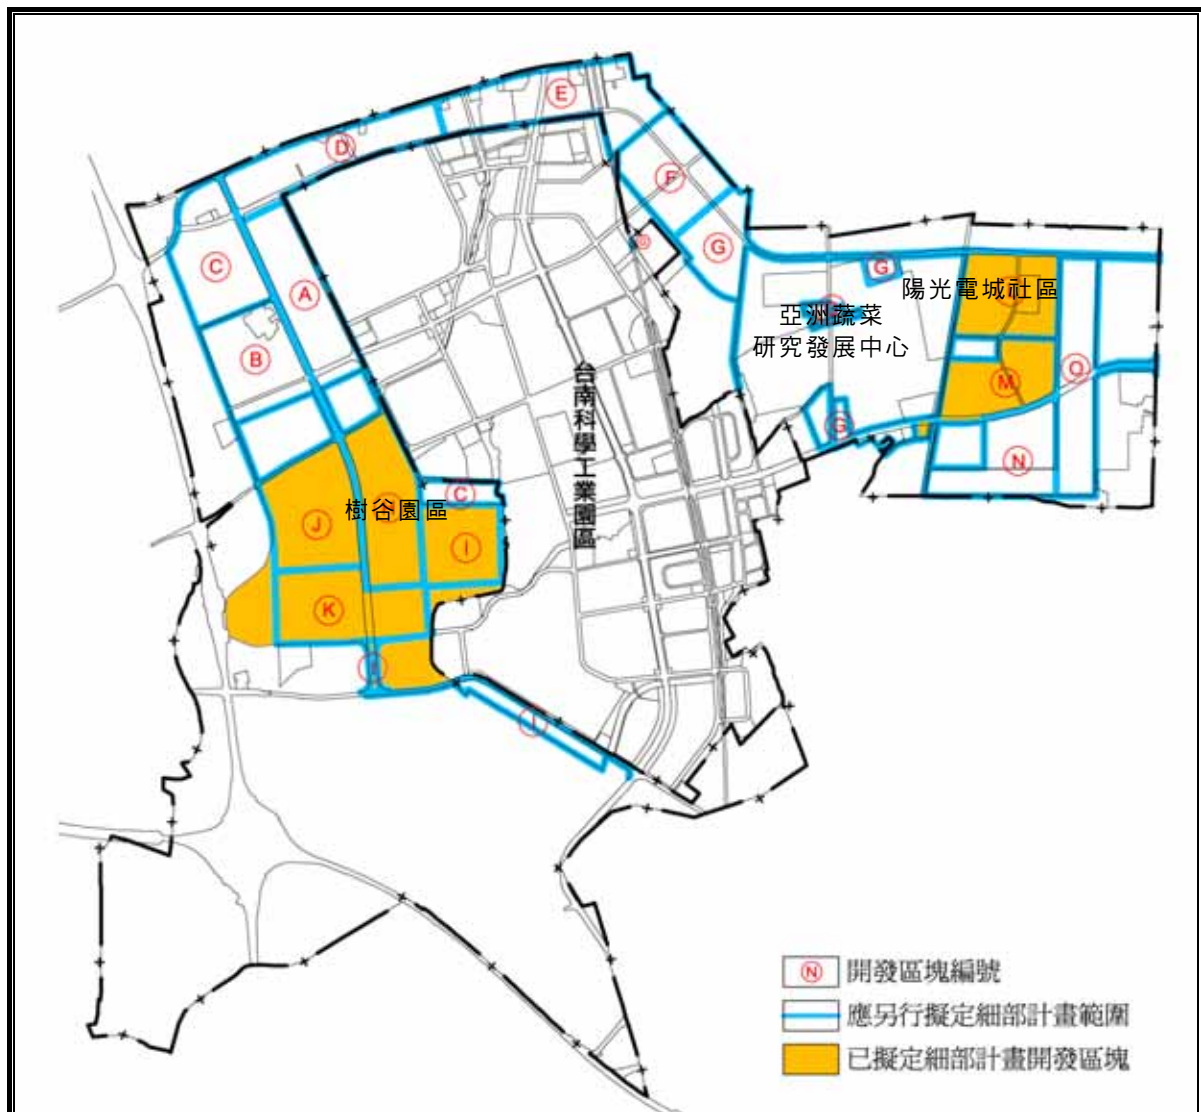 E
D
F
G
C
A
G
陽光電城社區
亞洲蔬菜
研究發展中心
B
M
O
G
N
台南科學工業園區
C
樹谷園區
J
I
K
N 開發區塊編號
應另行擬定細部計畫範圍
已擬定細部計畫開發區塊